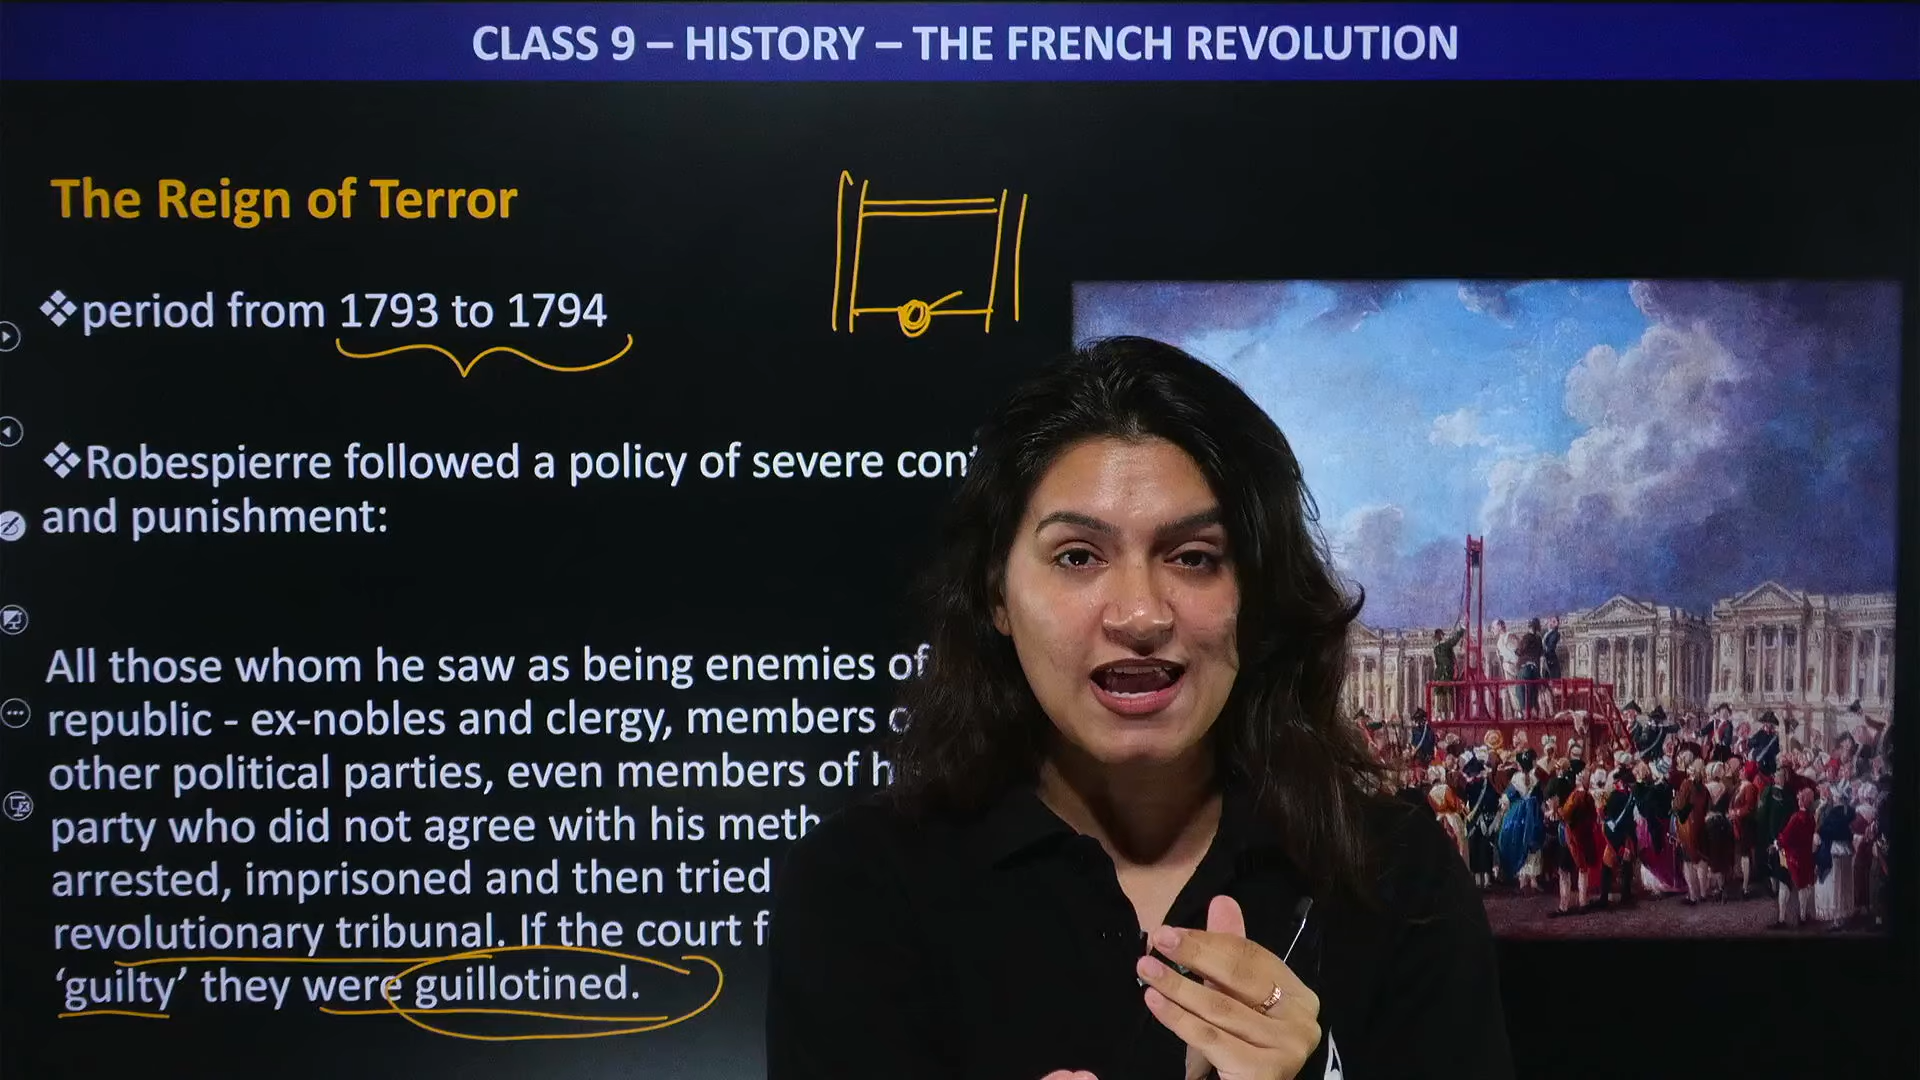 CLASS 9 – HISTORY – THE FRENCH REVOLUTION
The Reign of Terror
❖period from 1793 to 1794
❖Robespierre followed a policy of severe
and punishment:
All those whom he saw as being enemies of
republic - ex-nobles and clergy, members
other political parties, even members of
party who did not agree with his
arrested, imprisoned and then tried
revolutionary tribunal. If the court
‘guilty’ they were guillotined.